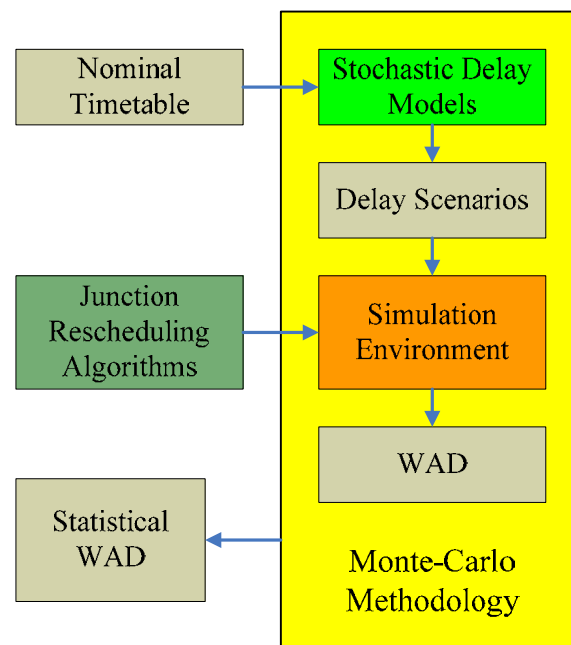 Nominal
Timetable
Stochastic Delay
Models
Delay Scenarios
Junction
Rescheduling
Algorithms
Simulation
Environment
WAD
Statistical
WAD
Monte-Carlo
Methodology